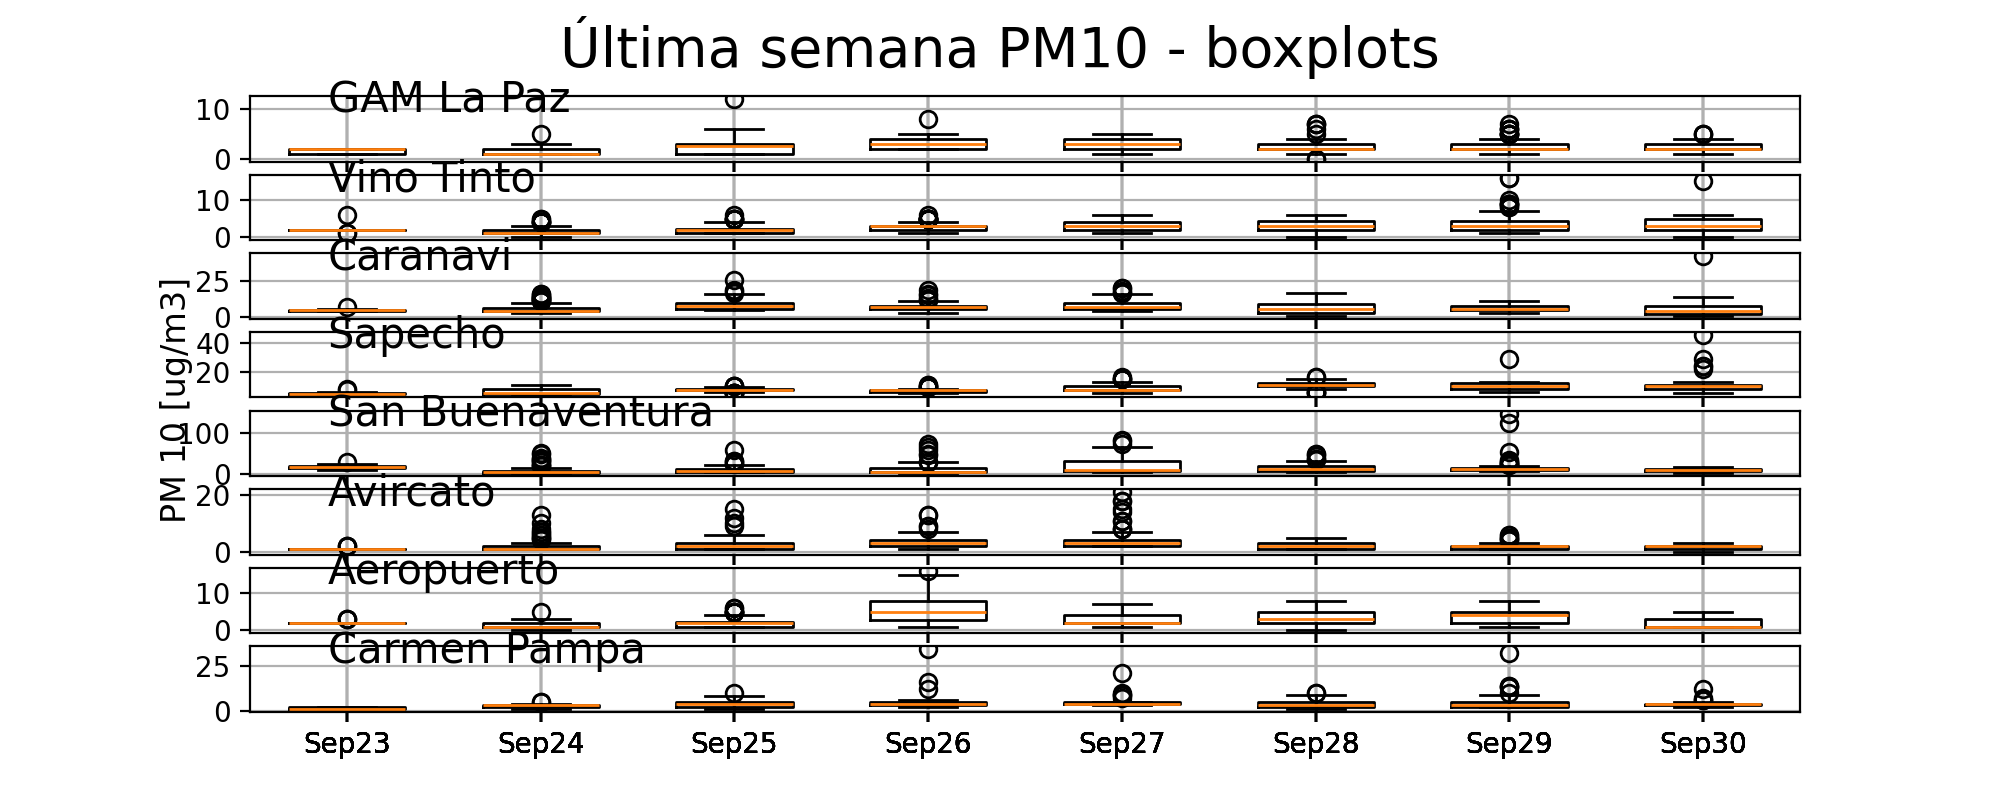 Última semana PM10 - boxplots
GAM La Paz
10
0
Vino Tinto
10
0
Caranavi
25
0
Sapecho
40
20
San Buenaventura
100
0
Avircato
20
0
Aeropuerto
10
0
Carmen Pampa
25
0
PM 10 [ug/m3]
Sep23 Sep24 Sep25 Sep26 Sep27 Sep28 Sep29 Sep30